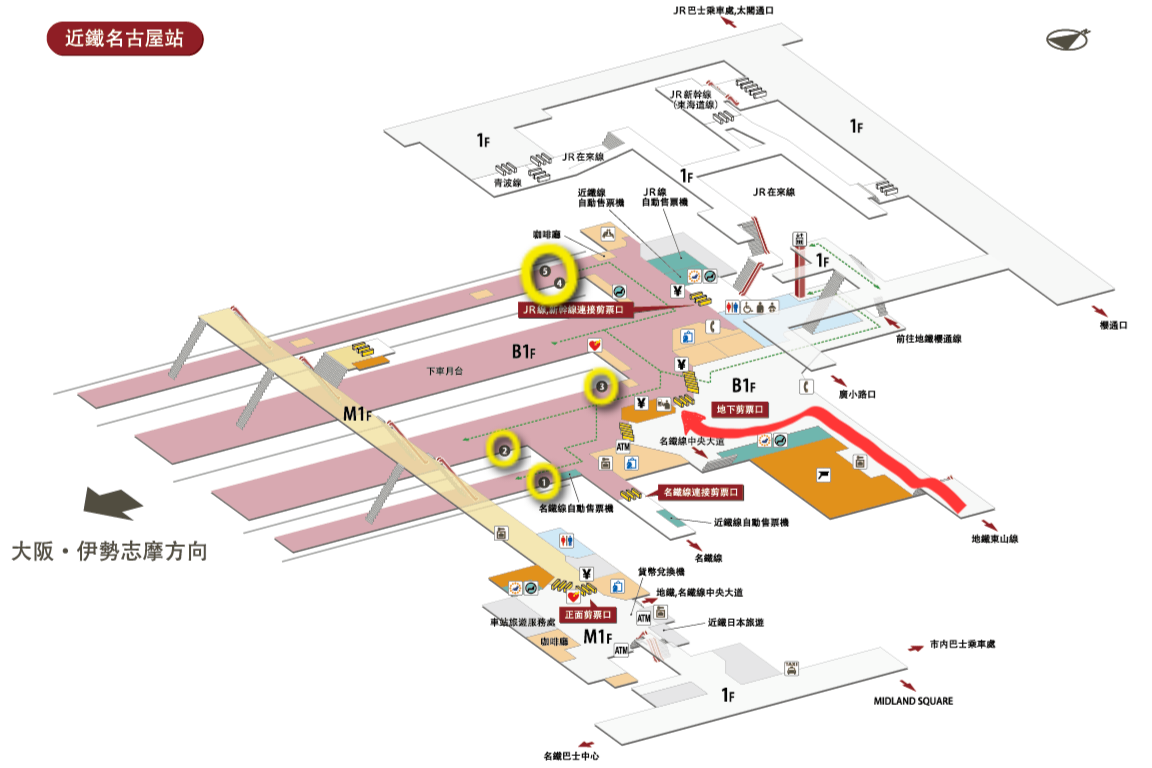 近鐵名古屋站
JR巴士乘車處,太閣通口
N
JR新幹線
(東海道線)
1F
1F
JR在來線
青波線
1F
JR在來線
近鐵線
自動售票機
JR線
自動售票機
咖啡廳
1F
5
4
JR線,新幹線連接剪票口
櫻通口
前往地鐵櫻通線
B1F
下車月台
B1F
廣小路口
3
地下剪票口
M1F
2
ATM
名鐵線中央大道
1
名鐵線連接剪票口
名鐵線自動售票機
近鐵線自動售票機
地鐵東山線
大阪・伊勢志摩方向
名鐵線
貨幣兌換機
地鐵,名鐵線中央大道
正面剪票口
ATM
車站旅遊服務處
近鐵日本旅遊
M1F
咖啡廳
ATM
市内巴士乘車處
TAXI
1F
MIDLAND SQUARE
名鐵巴士中心